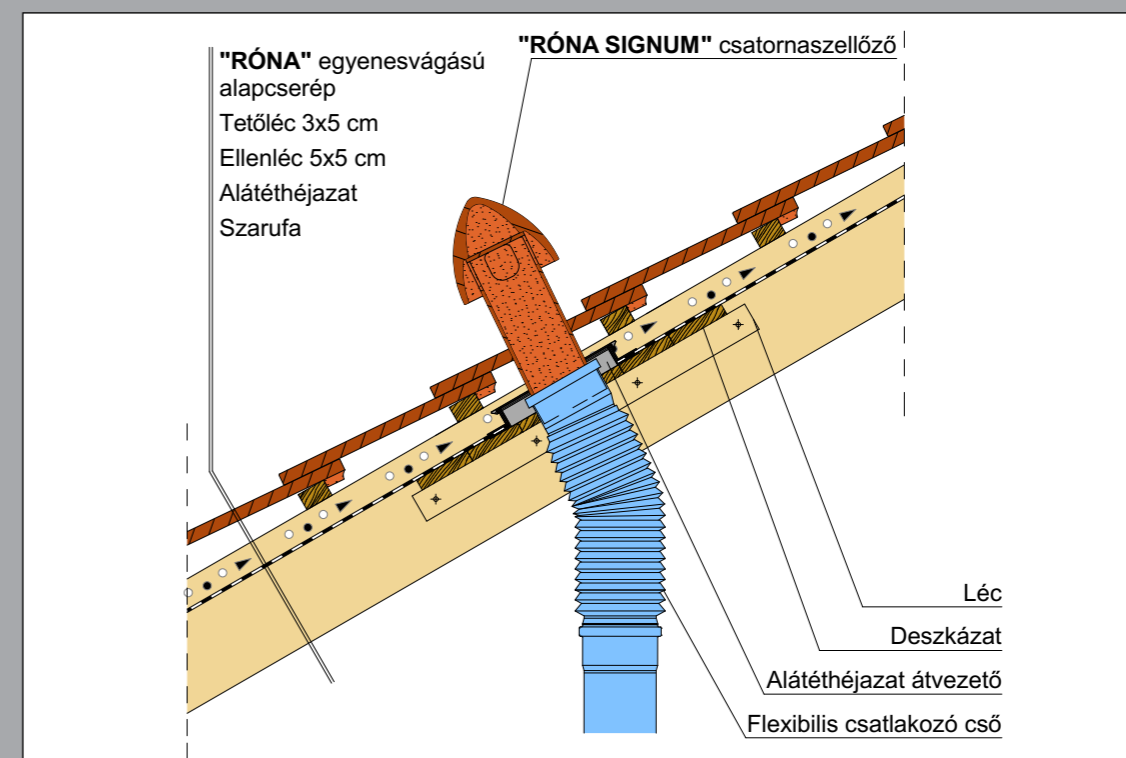 "RÓNA" egyenesvágású
alapcserép
Tetőléc 3x5 cm
Ellenléc 5x5 cm
Alátéthéjazat
Szarufa
"RÓNA SIGNUM" csatornaszellőző
Léc
Deszkázat
Alátéthéjazat átvezető
Flexibilis csatlakozó cső